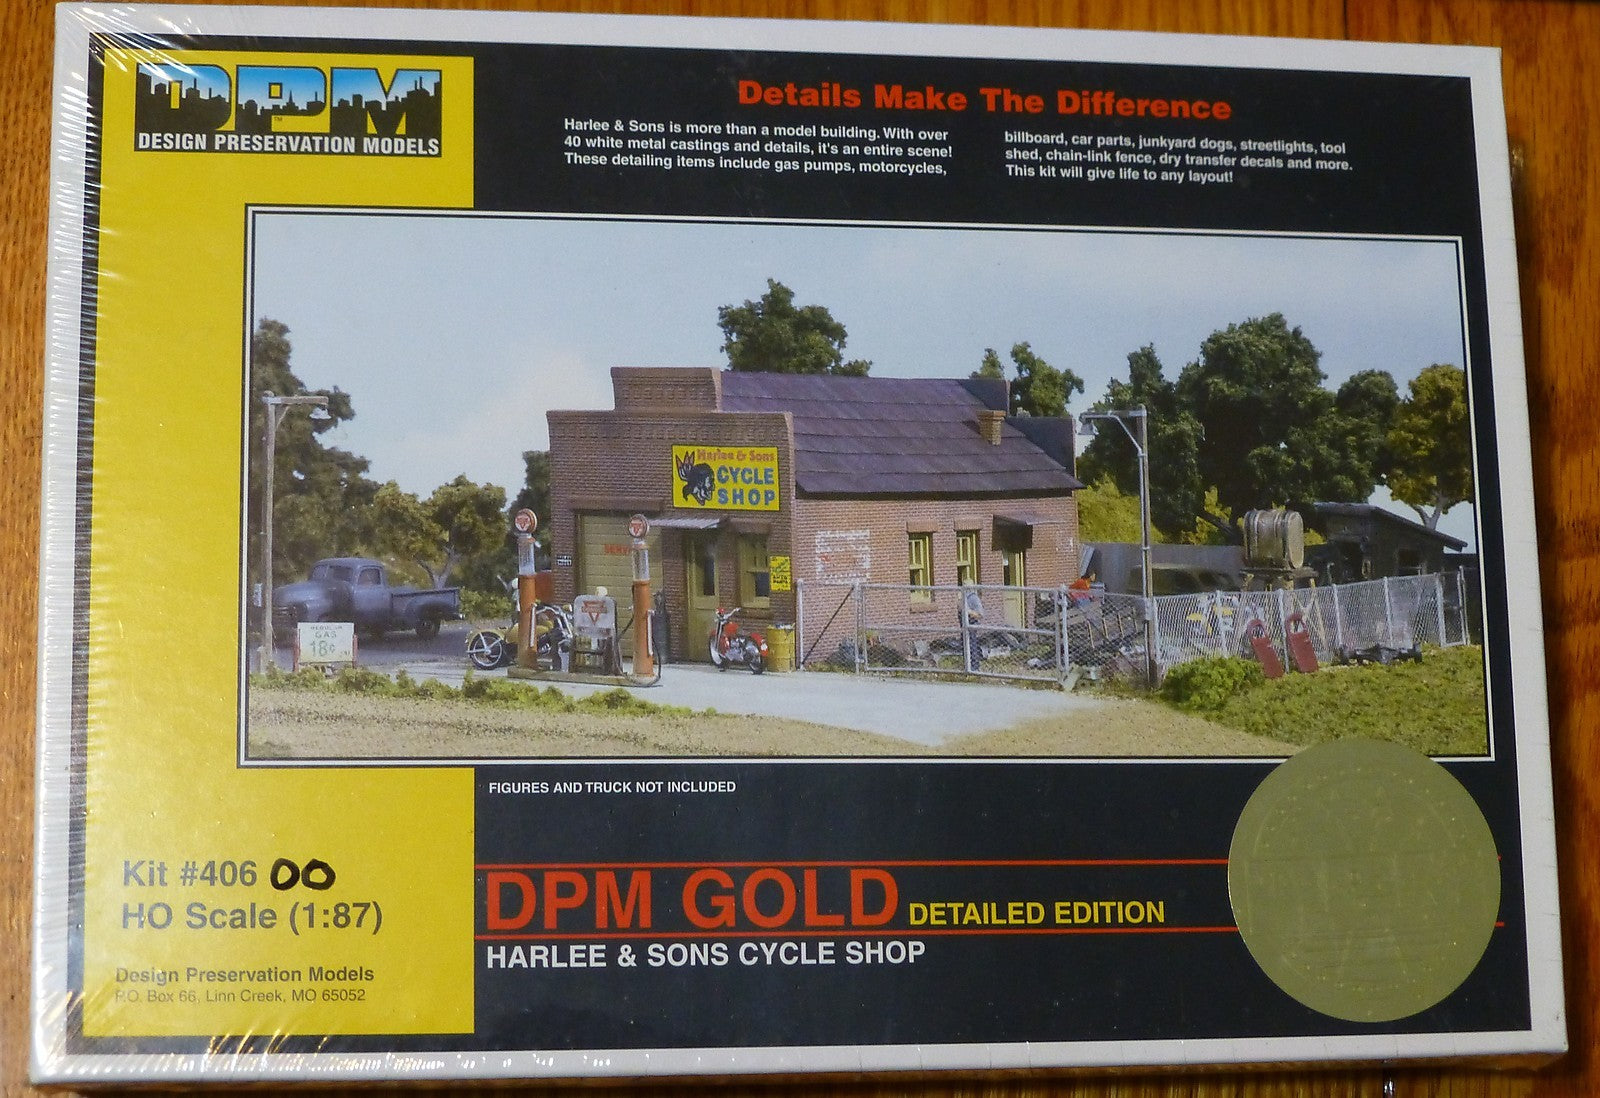 DPM
TM
DESIGN PRESERVATION MODELS
Details Make The Difference
Harlee & Sons is more than a model building. With over
40 white metal castings and details, it's an entire scene!
These detailing items include gas pumps, motorcycles,
billboard, car parts, junkyard dogs, streetlights, tool
shed, chain-link fence, dry transfer decals and more.
This kit will give life to any layout!
Harlee & Sons
CYCLE
SHOP
REGULAR
GAS
18¢
FIGURES AND TRUCK NOT INCLUDED
Kit #406 00
HO Scale (1:87)
Design Preservation Models
P.O. Box 66, Linn Creek, MO 65052
DPM GOLD DETAILED EDITION
HARLEE & SONS CYCLE SHOP